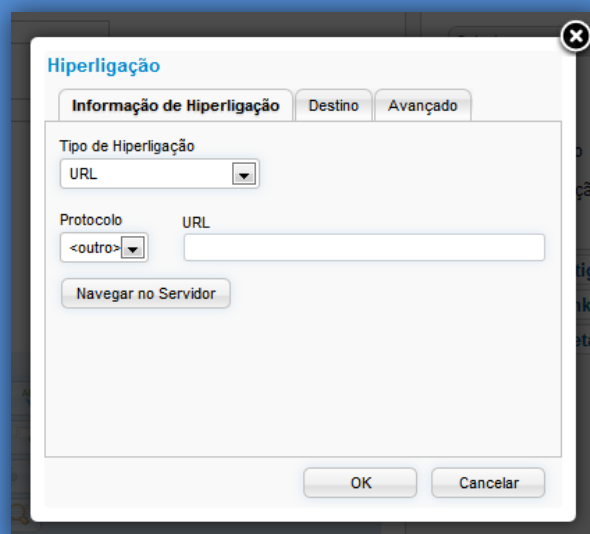 Hiperligação
Informação de Hiperligação Destino Avançado
Tipo de Hiperligação
URL
Protocolo URL
<outro>
Navegar no Servidor
OK Cancelar